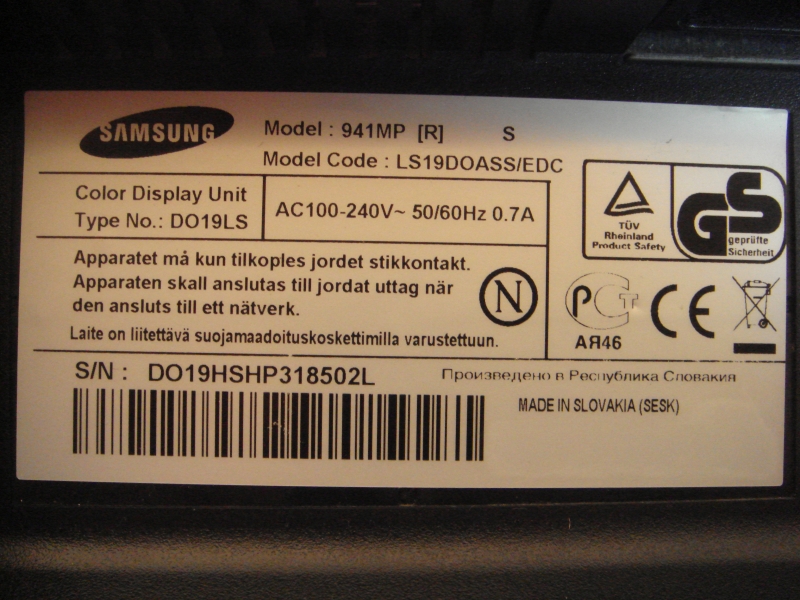 SAMSUNG
Model : 941MP [R] S
Model Code : LS19DOASS/EDC
Color Display Unit
Type No.: DO19LS
AC100-240V~ 50/60Hz 0.7A
TÜV
Rheinland
Product Safety
GS
geprüfte
Sicherheit
Apparatet må kun tilkoples jordet stikkontakt.
Apparaten skall anslutas till jordat uttag när
den ansluts till ett nätverk.
Laite on liitettävä suojamaadoituskoskettimilla varustettuun.
N
РСТ
АЯ46
CE
S/N : DO19HSHP318502L
Произведено в Республика Словакия
MADE IN SLOVAKIA (SESK)